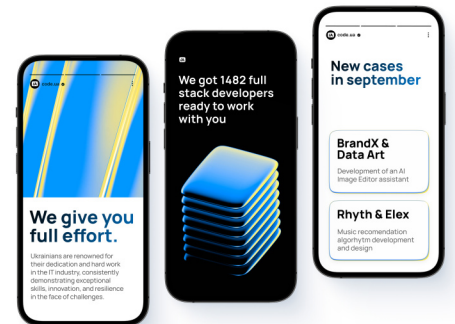 code.ua
We give you
full effort.
Ukrainians are renowned for
their dedication and hard work
in the IT industry, consistently
demonstrating exceptional
skills, innovation, and resilience
in the face of challenges.
We got 1482 full
stack developers
ready to work
with you
code.ua
New cases
in september
BrandX &
Data Art
Development of an AI
Image Editor assistant
Rhyth & Elex
Music recomendation
algorhytm development
and design